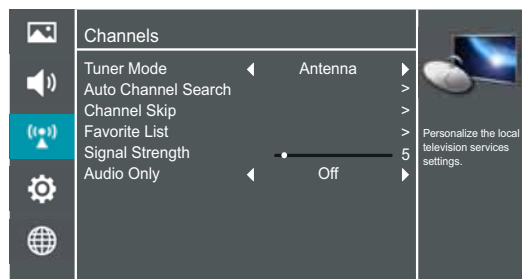 Channels
Tuner Mode Antenna
Auto Channel Search >
Channel Skip >
Favorite List >
Signal Strength 5
Audio Only Off
Personalize the local
television services
settings.